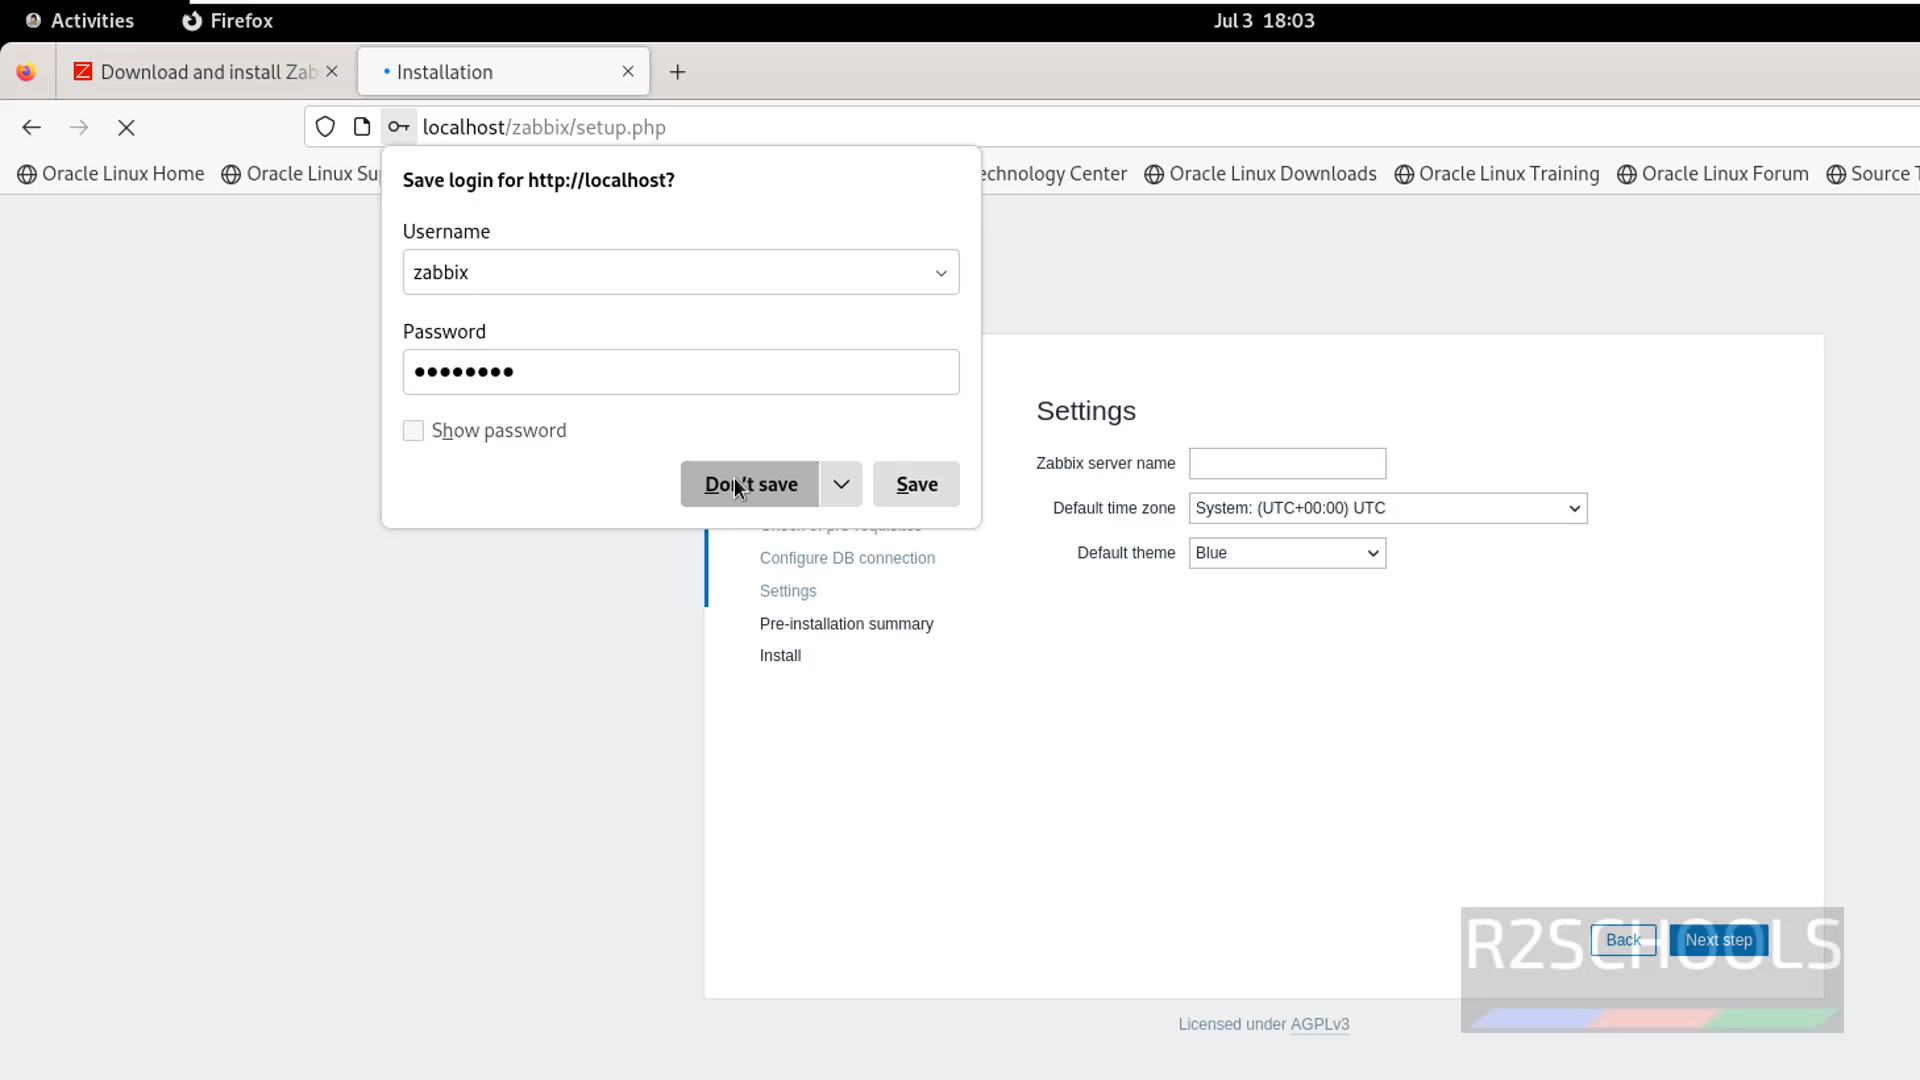 Activities Firefox Jul 3 18:03
Download and install Zab Installation
localhost/zabbix/setup.php
Oracle Linux Home Oracle Linux Su echnology Center Oracle Linux Downloads Oracle Linux Training Oracle Linux Forum Source T
Save login for http://localhost?
Username
zabbix
Password
••••••••
Show password
Don't save Save
Configure DB connection
Settings
Pre-installation summary
Install
Settings
Zabbix server name
Default time zone System: (UTC+00:00) UTC
Default theme Blue
Back Next step
R2SCHOOLS
Licensed under AGPLv3